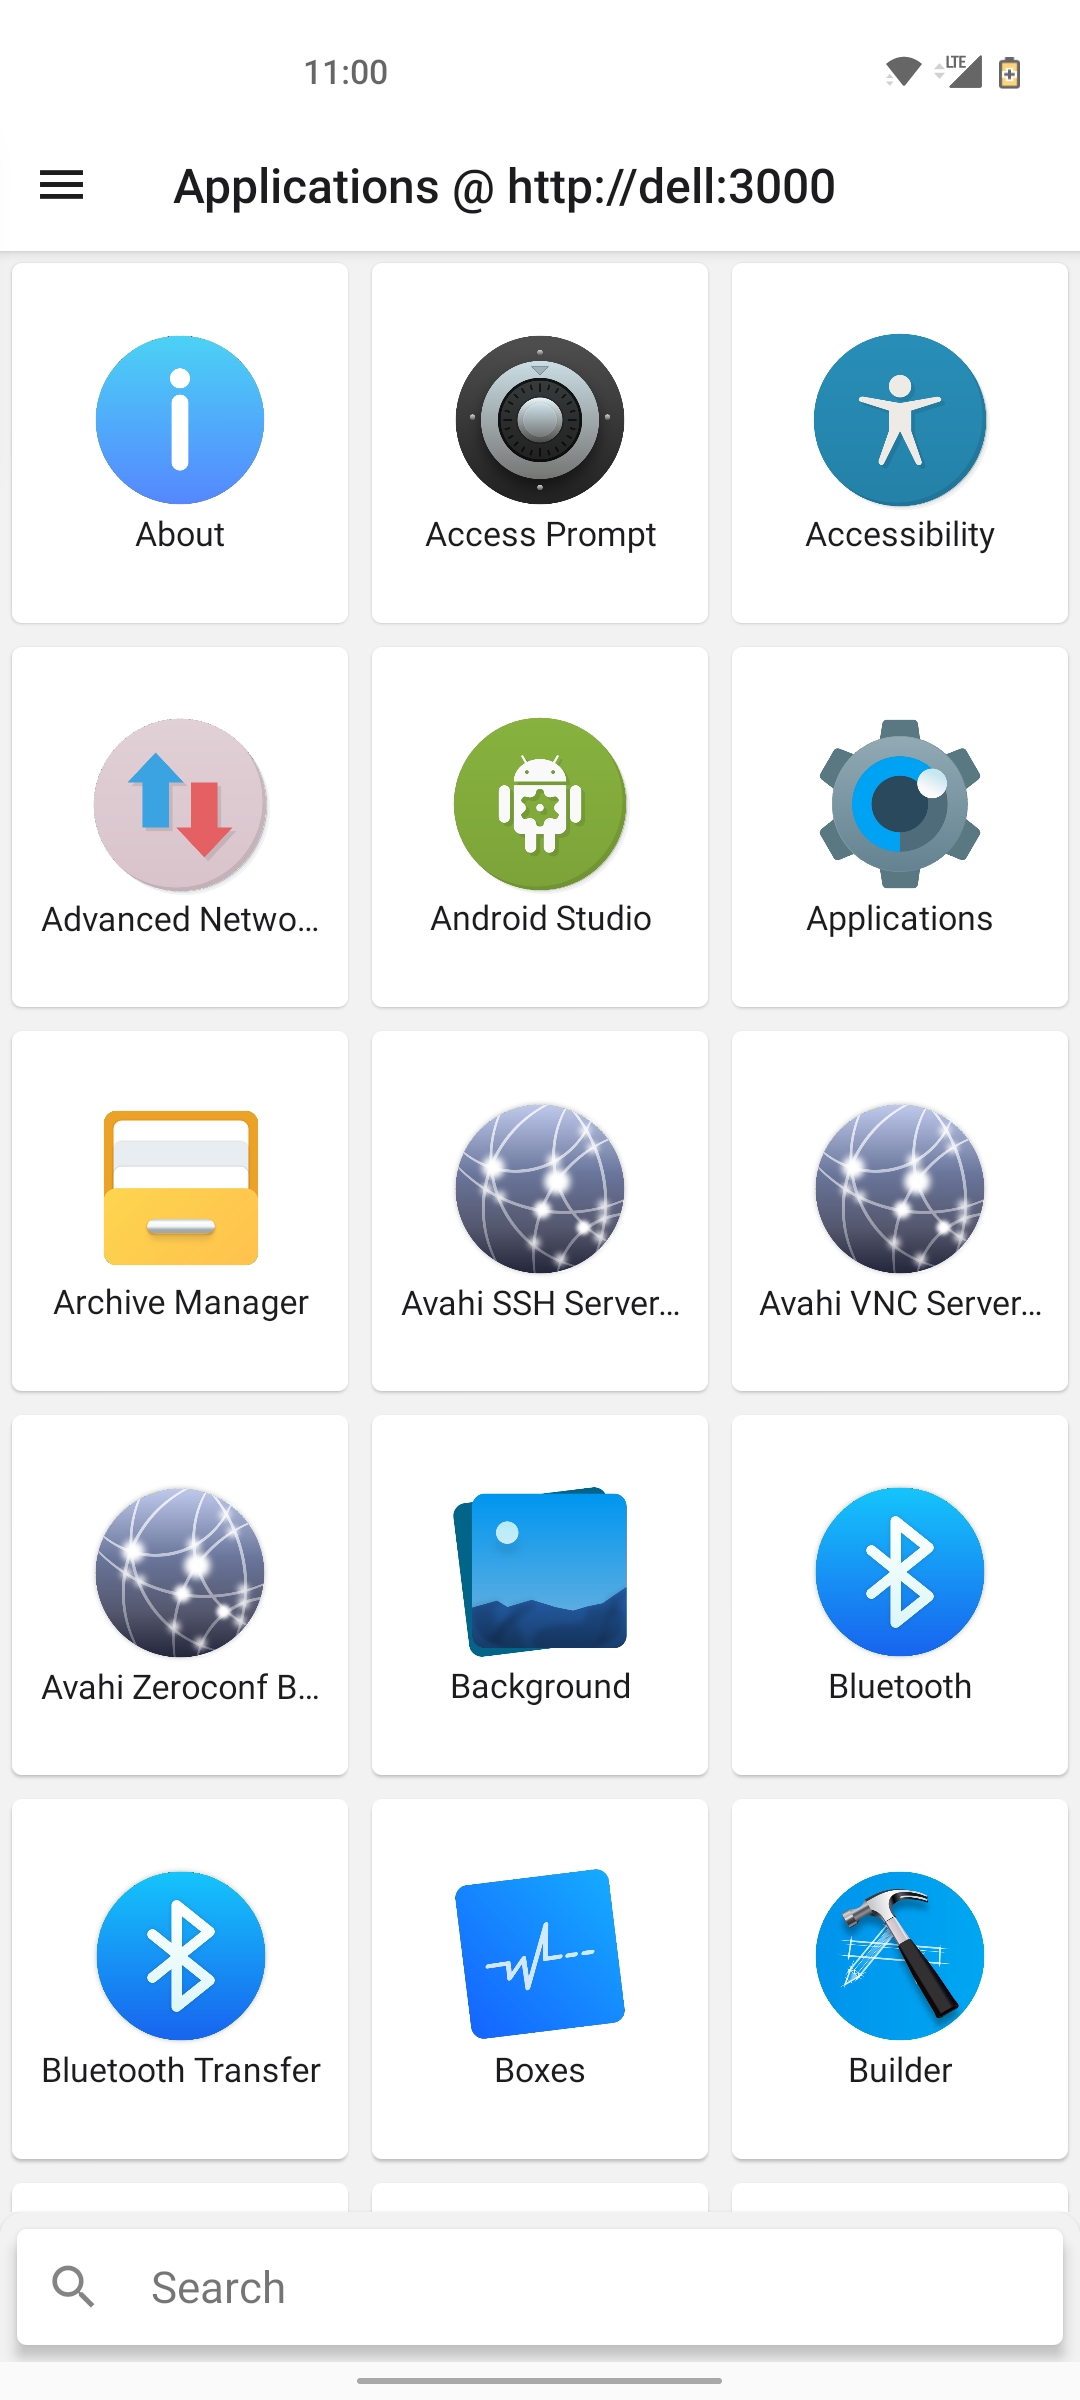 11:00
LTE
Applications @ http://dell:3000
About
Access Prompt
Accessibility
Advanced Netwo...
Android Studio
Applications
Archive Manager
Avahi SSH Server...
Avahi VNC Server...
Avahi Zeroconf B...
Background
Bluetooth
Bluetooth Transfer
Boxes
Builder
Search